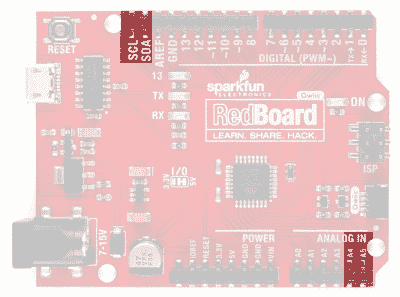 SCL
SDA
AREF
GND
13
12
11
10
9
8
7
6
5
4
3
2
1
RESET
DIGITAL (PWM~)
TX→1
RX←0
13
TX
RX
sparkfun
ELECTRONICS
Qwiic
RedBoard
LEARN. SHARE. HACK.
ON
ISP
I/O
3.3V
5V
7-15V
POWER
ANALOG IN
IOREF
RESET
3.3V
5V
GND
GND
VIN
A0
A1
A2
A3
A4
A5